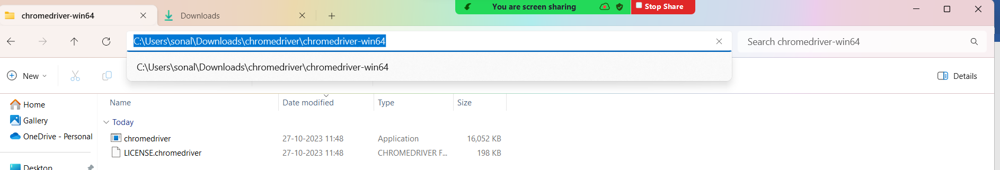 You are screen sharing Stop Share
chromedriver-win64 Downloads
C:\Users\sonal\Downloads\chromedriver\chromedriver-win64 Search chromedriver-win64
C:\Users\sonal\Downloads\chromedriver\chromedriver-win64
New Details
Name Date modified Type Size
Home
Gallery
OneDrive - Personal
Desktop
Today
chromedriver 27-10-2023 11:48 Application 16,052 KB
LICENSE.chromedriver 27-10-2023 11:48 CHROMEDRIVER F... 198 KB